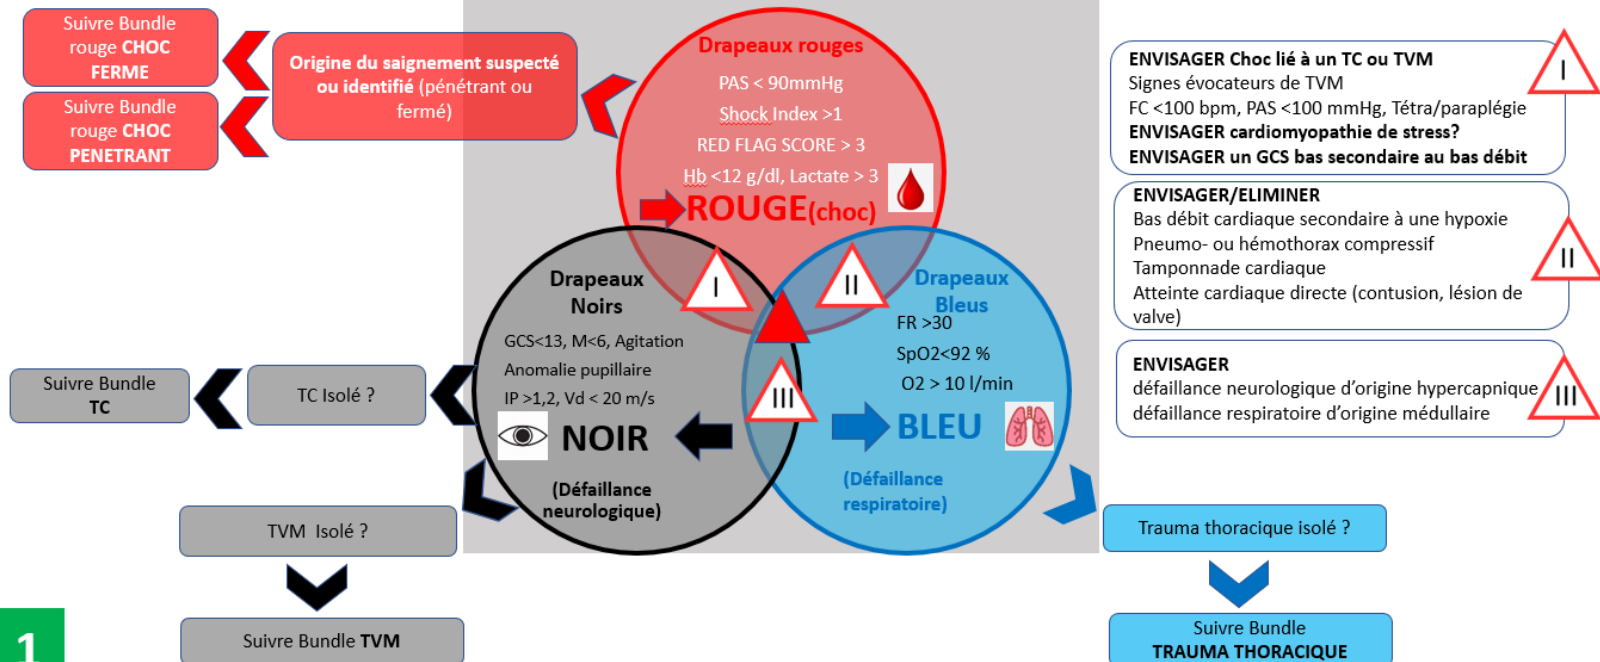 Suivre Bundle
rouge CHOC
FERME
Suivre Bundle
rouge CHOC
PENETRANT
Origine du saignement suspecté
ou identifié (pénétrant ou
fermé)
Drapeaux rouges
PAS < 90mmHg
Shock Index >1
RED FLAG SCORE > 3
Hb <12 g/dl, Lactate > 3
ROUGE(choc)
I
II
III
Drapeaux
Noirs
GCS<13, M<6, Agitation
Anomalie pupillaire
IP >1,2, Vd < 20 m/s
NOIR
(Défaillance
neurologique)
Drapeaux
Bleus
FR >30
SpO2<92 %
O2 > 10 l/min
BLEU
(Défaillance
respiratoire)
ENVISAGER Choc lié à un TC ou TVM
Signes évocateurs de TVM
FC <100 bpm, PAS <100 mmHg, Tétra/paraplégie
ENVISAGER cardiomyopathie de stress?
ENVISAGER un GCS bas secondaire au bas débit
I
ENVISAGER/ELIMINER
Bas débit cardiaque secondaire à une hypoxie
Pneumo- ou hémothorax compressif
Tamponnade cardiaque
Atteinte cardiaque directe (contusion, lésion de
valve)
II
ENVISAGER
défaillance neurologique d'origine hypercapnique
défaillance respiratoire d'origine médullaire
III
TC Isolé ?
Suivre Bundle
TC
TVM Isolé ?
Suivre Bundle TVM
Trauma thoracique isolé ?
Suivre Bundle
TRAUMA THORACIQUE
1